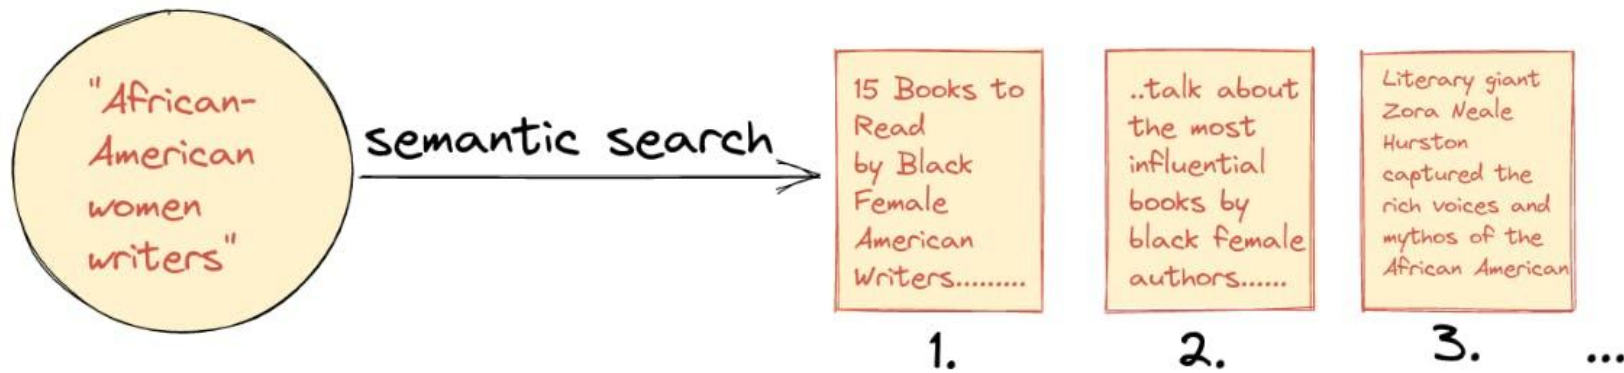 "African-
American
women
writers"
semantic search
15 Books to
Read
by Black
Female
American
Writers.........
1.
..talk about
the most
influential
books by
black female
authors......
2.
Literary giant
Zora Neale
Hurston
captured the
rich voices and
mythos of the
African American
3.
...